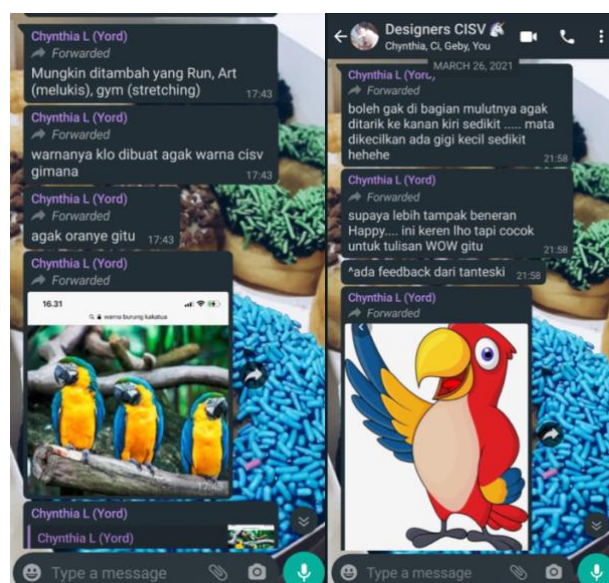 Chynthia L (Yord)
Forwarded
Mungkin ditambah yang Run, Art
(melukis), gym (stretching)
17:43
Chynthia L (Yord)
Forwarded
warnanya klo dibuat agak warna cisv
gimana
17:43
Chynthia L (Yord)
Forwarded
agak oranye gitu 17:43
Chynthia L (Yord)
Forwarded
16.31
warna burung kakatua
17:43
Chynthia L (Yord)
Chynthia L (Yord)
Type a message
Designers CISV
Chynthia, Ci, Geby, You
MARCH 26, 2021
Chynthia L (Yord)
Forwarded
boleh gak di bagian mulutnya agak
ditarik ke kanan kiri sedikit ..... mata
dikecilkan ada gigi kecil sedikit
hehehe
21:58
Chynthia L (Yord)
Forwarded
supaya lebih tampak beneran
Happy.... ini keren lho tapi cocok
untuk tulisan WOW gitu
21:58
^ada feedback dari tanteski 21:58
Chynthia L (Yord)
Forwarded
Type a message